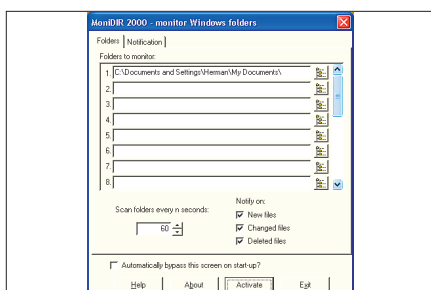 MoniDIR 2000 - monitor Windows folders
Folders Notification
Folders to monitor:
1. C:\Documents and Settings\Herman\My Documents\
2.
3.
4.
5.
6.
7.
8.
Scan folders every n seconds:
60
Notify on:
New files
Changed files
Deleted files
Automatically bypass this screen on start-up?
Help About Activate Exit